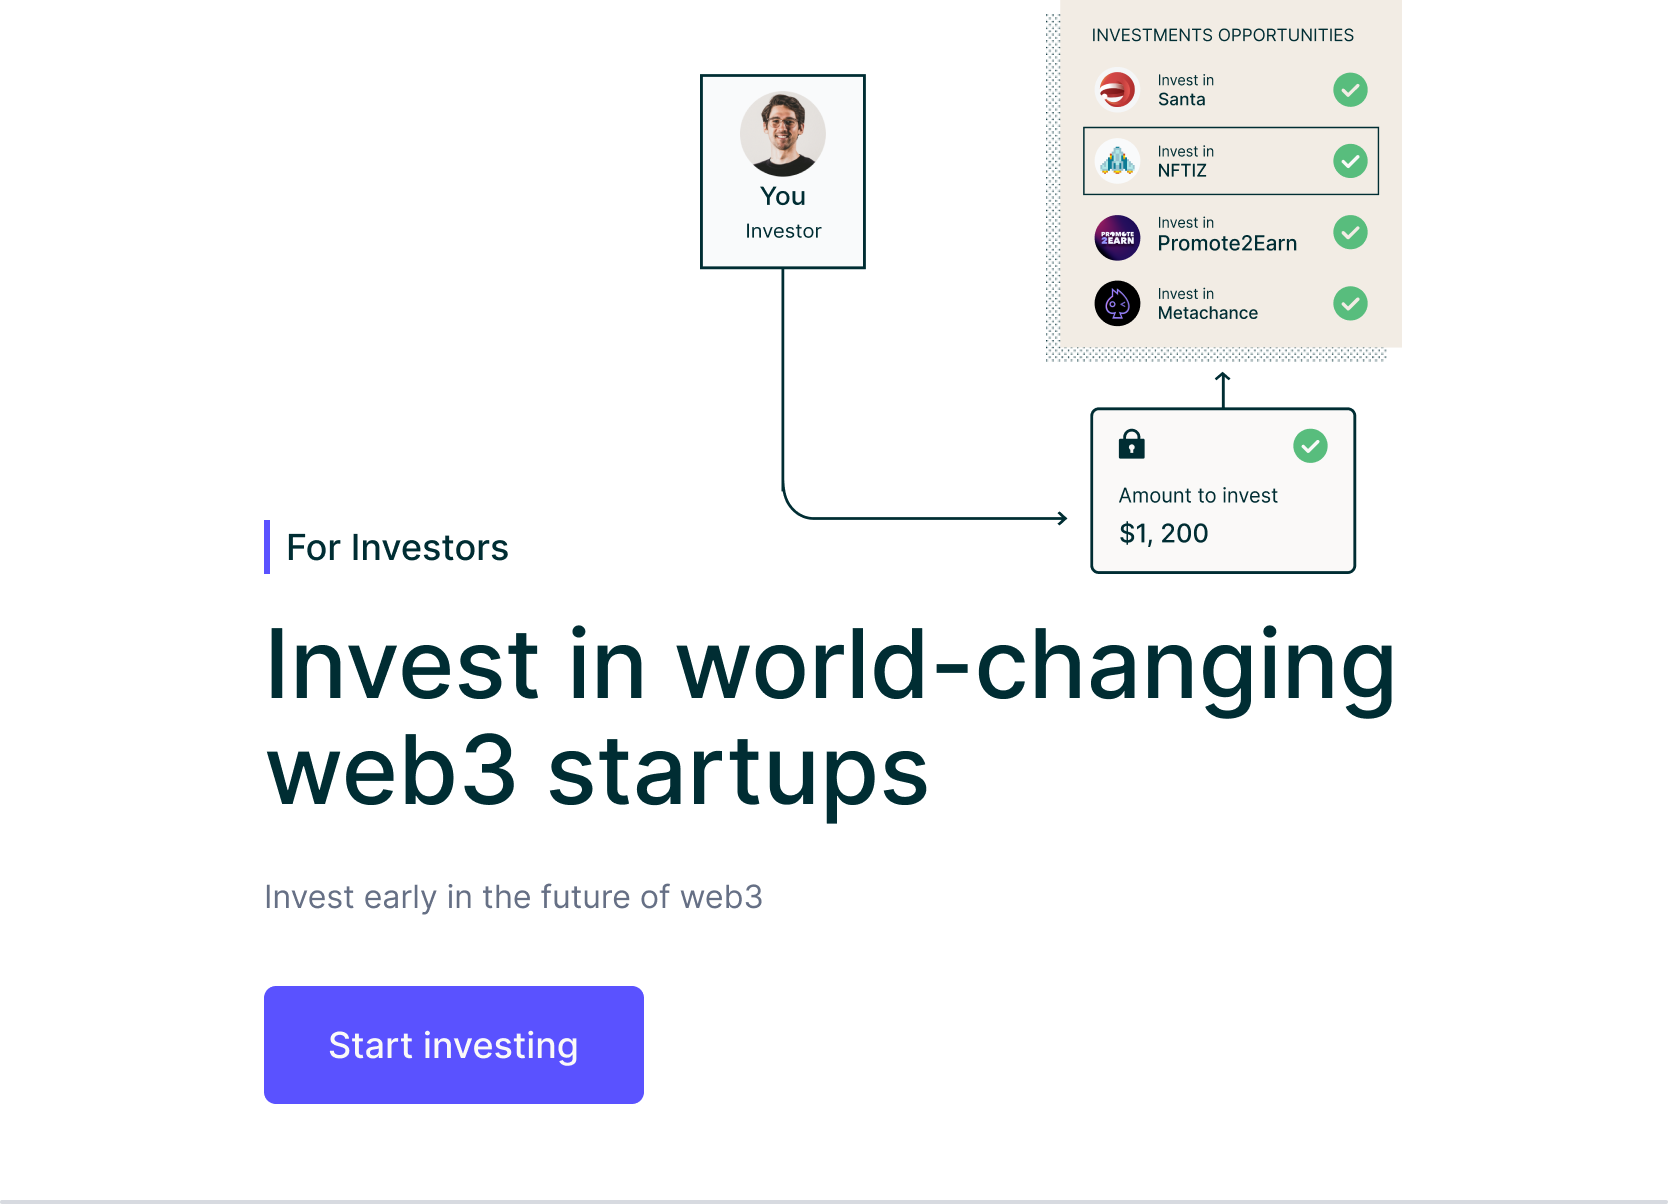 INVESTMENTS OPPORTUNITIES
Invest in
Santa
Invest in
NFTIZ
Invest in
Promote2Earn
PROMOTE
2EARN
Invest in
Metachance
You
Investor
Amount to invest
$1, 200
For Investors
Invest in world-changing
web3 startups
Invest early in the future of web3
Start investing